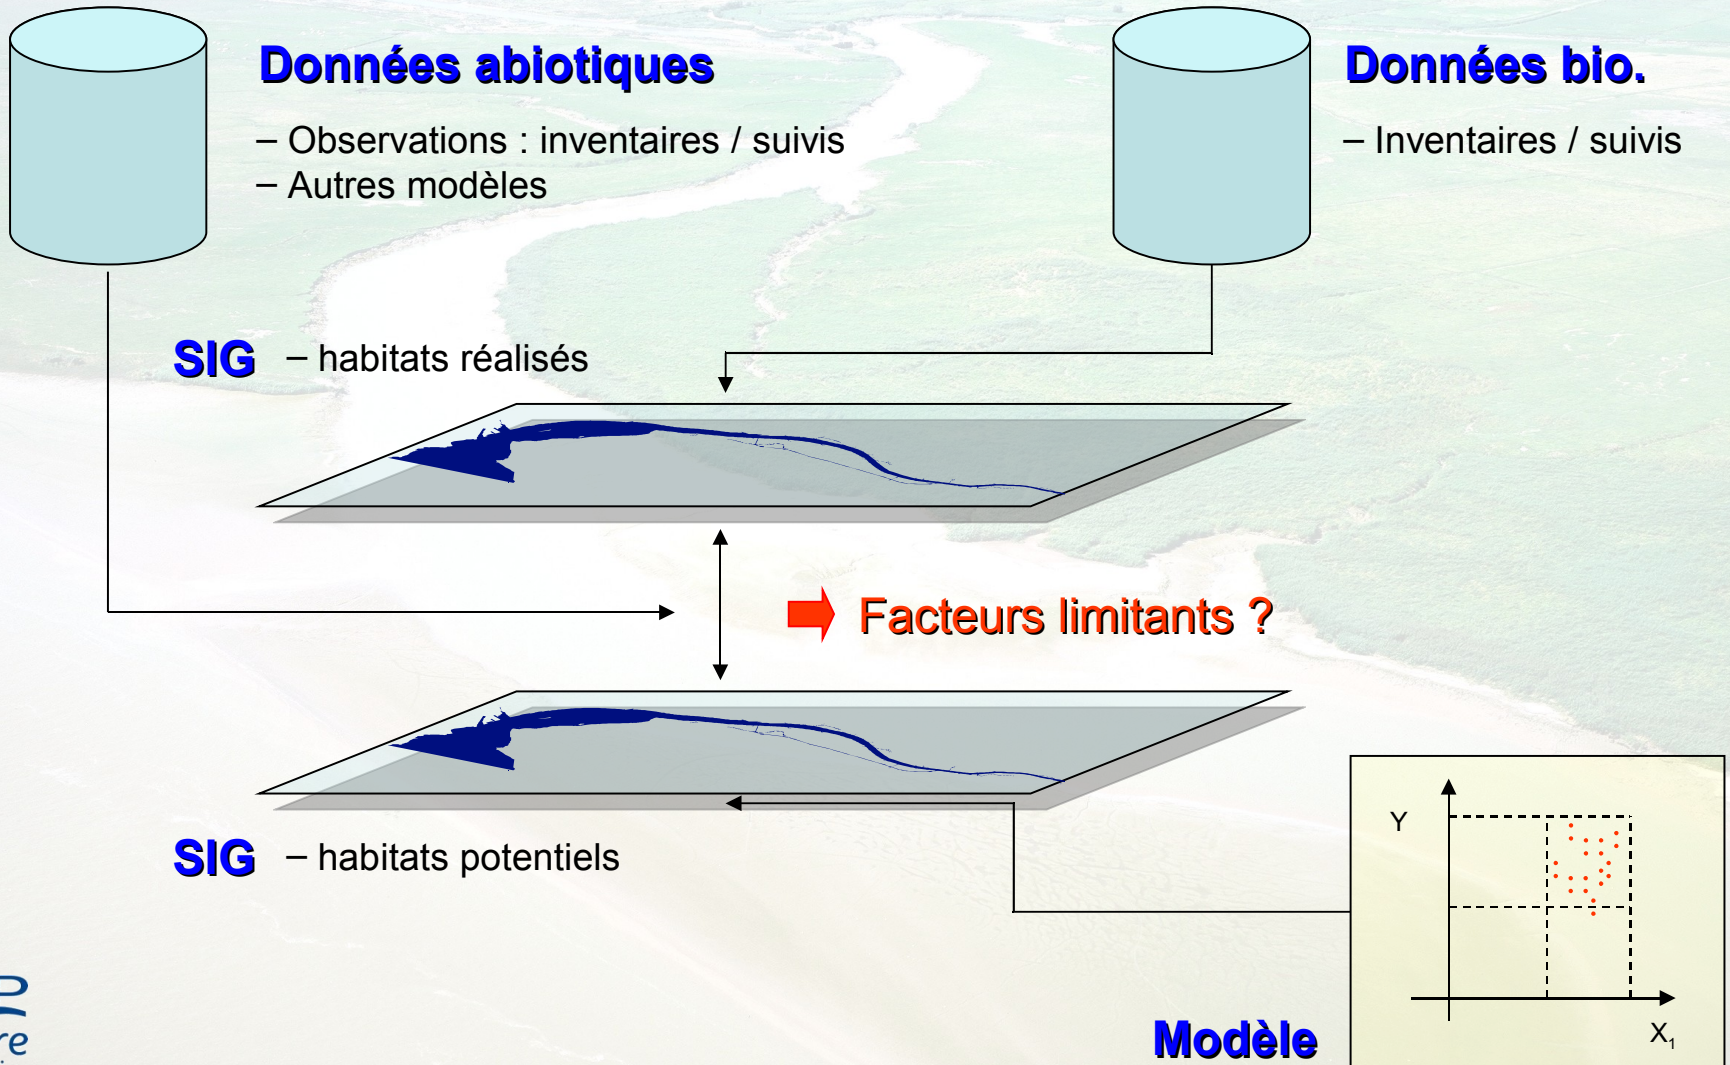 Données abiotiques
– Observations : inventaires / suivis
– Autres modèles
Données bio.
– Inventaires / suivis
SIG – habitats réalisés
Facteurs limitants ?
SIG – habitats potentiels
Y
X₁
Modèle
re